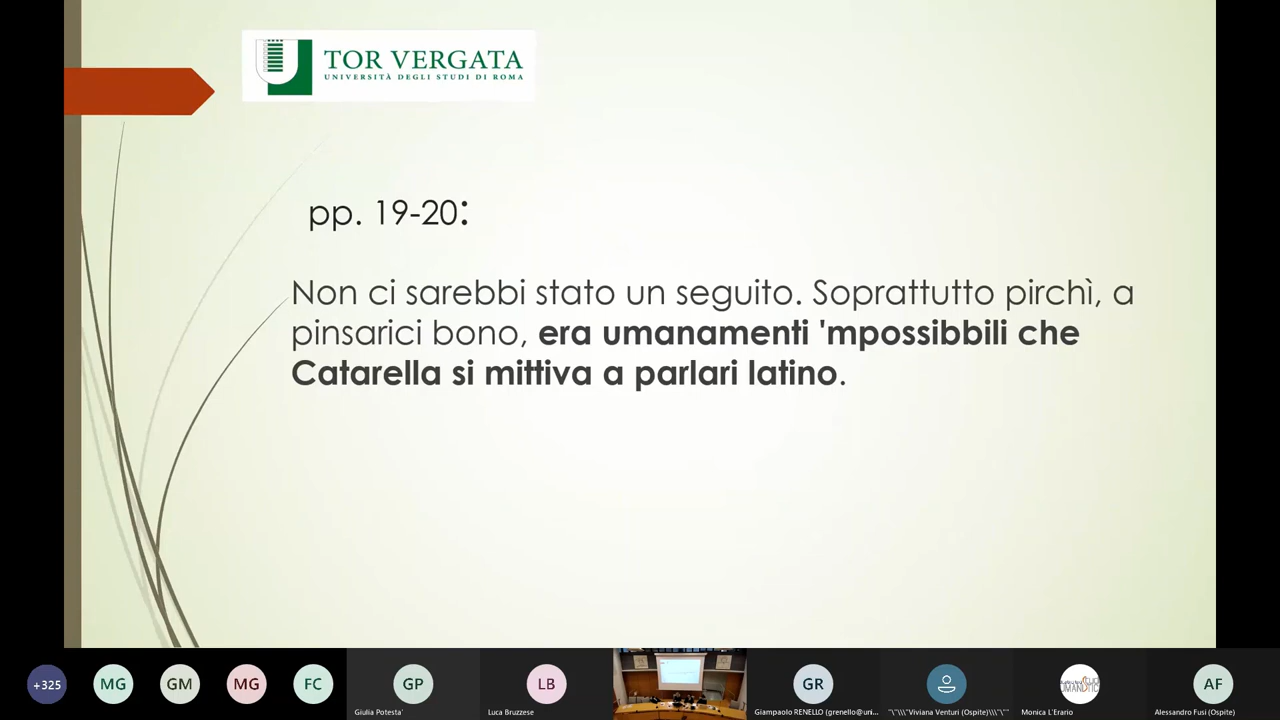 TOR VERGATA
UNIVERSITÀ DEGLI STUDI DI ROMA
pp. 19-20:
Non ci sarebbi stato un seguito. Soprattutto pirchì, a
pinsarici bono, era umanamenti 'mpossibbili che
Catarella si mittiva a parlari latino.
+325
MG
GM
MG
FC
GP
Giulia Potesta'
LB
Luca Bruzzese
GR
Giampaolo RENELLO (grenello@uni...
"\"\\\"Viviana Venturi (Ospite)\\\"\""
Monica L'Erario
AF
Alessandro Fusi (Ospite)